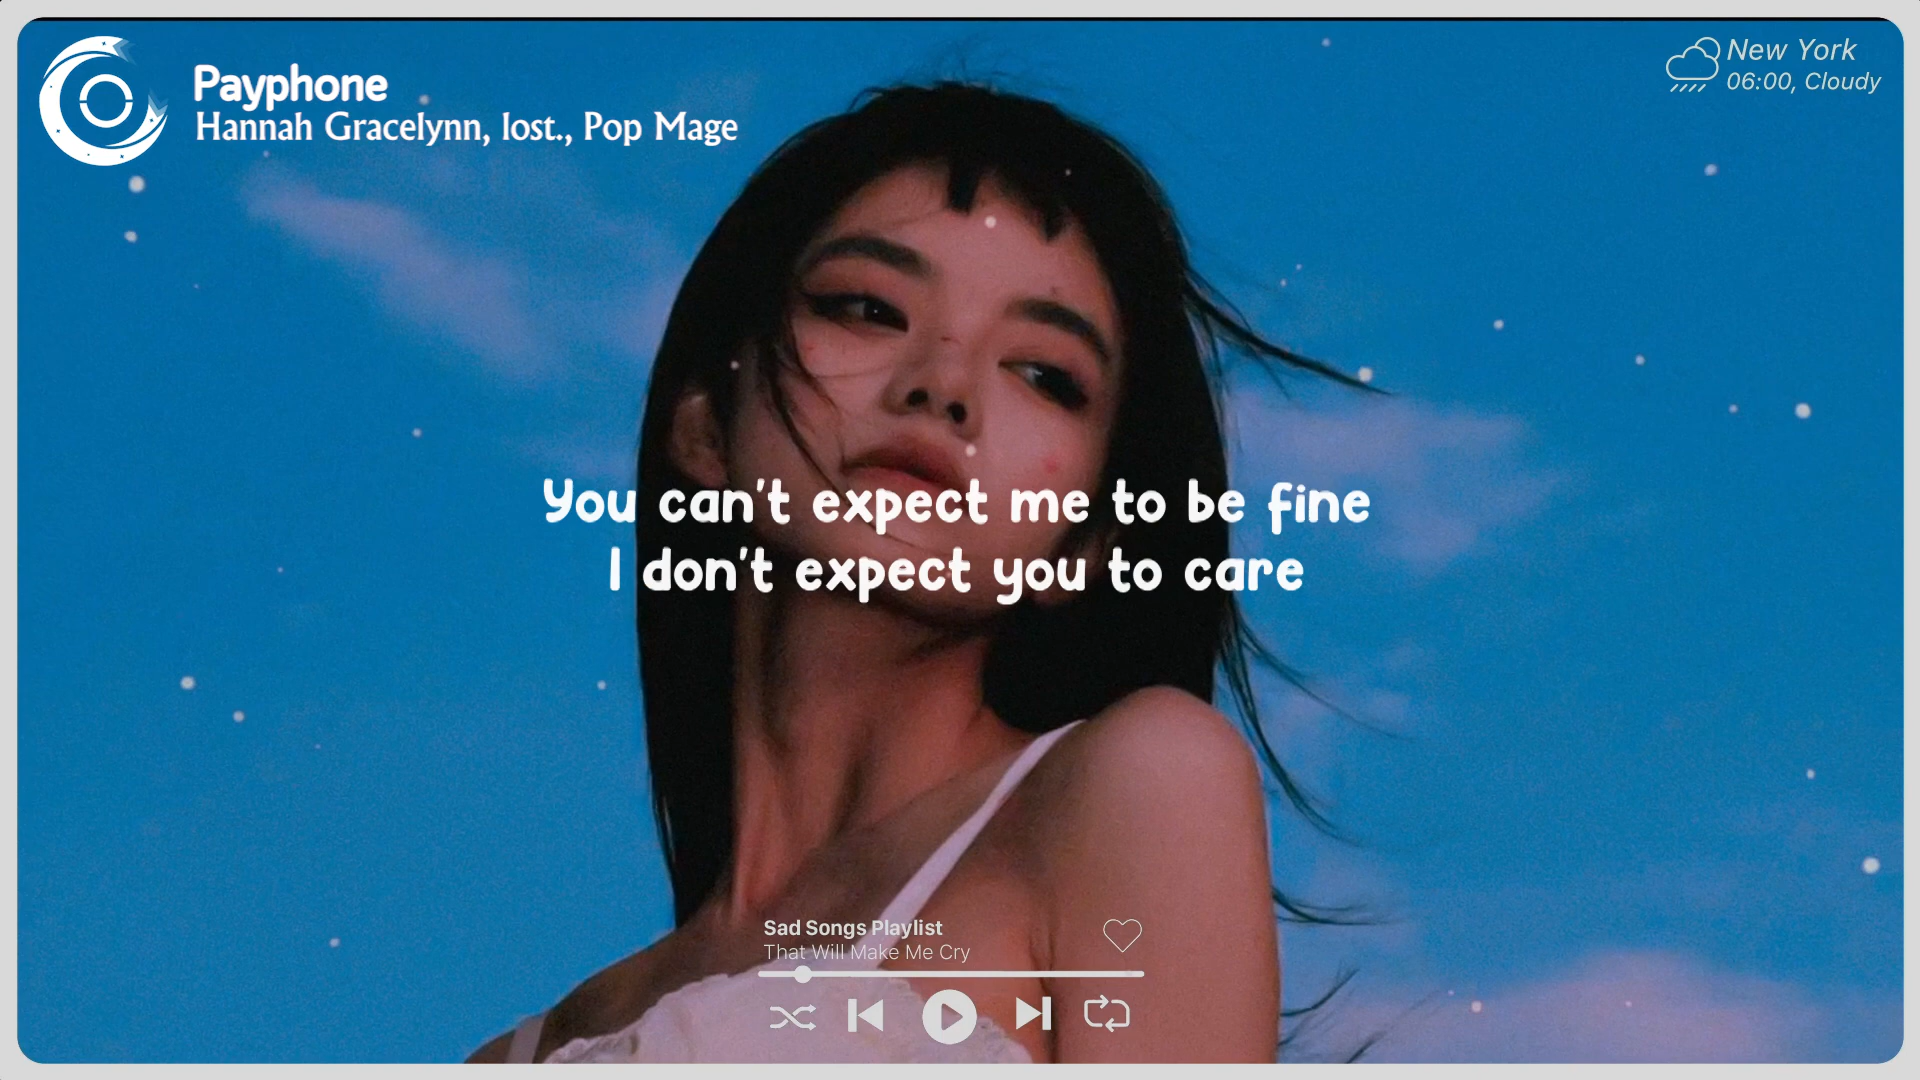 Payphone
Hannah Gracelynn, lost., Pop Mage
New York
06:00, Cloudy
You can't expect me to be fine
I don't expect you to care
Sad Songs Playlist
That Will Make Me Cry